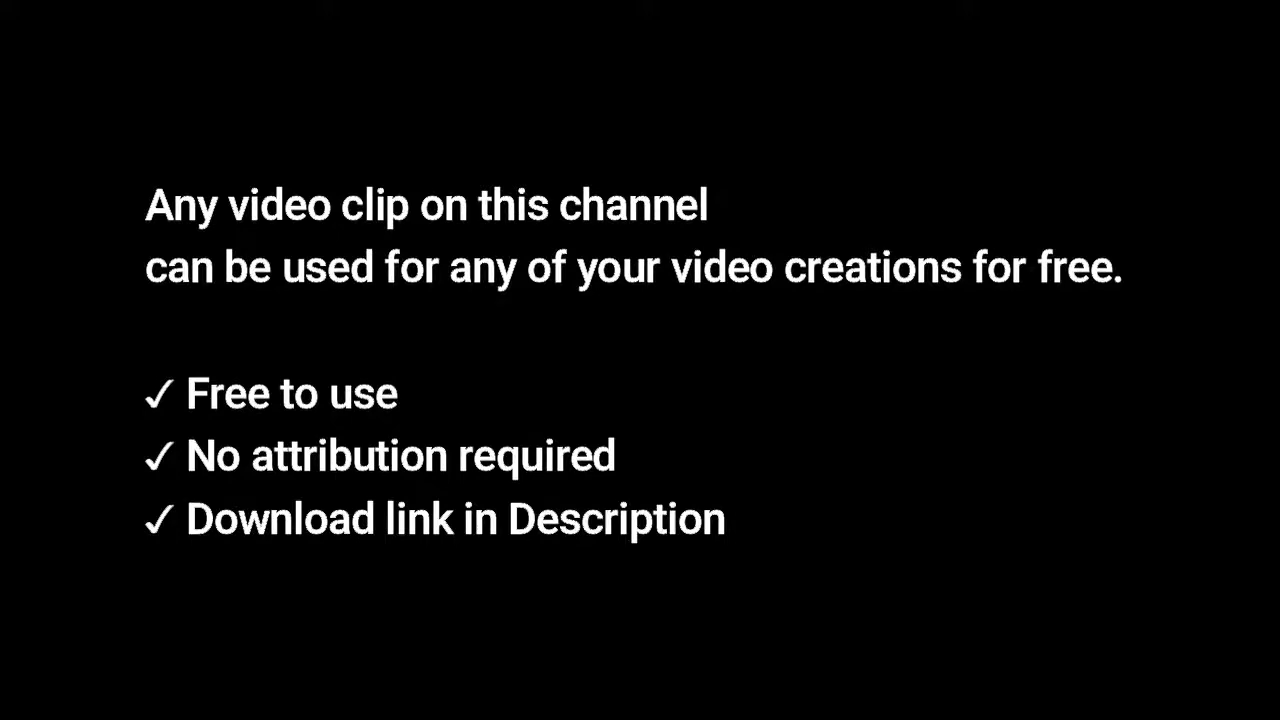 Any video clip on this channel
can be used for any of your video creations for free.
✓ Free to use
✓ No attribution required
✓ Download link in Description